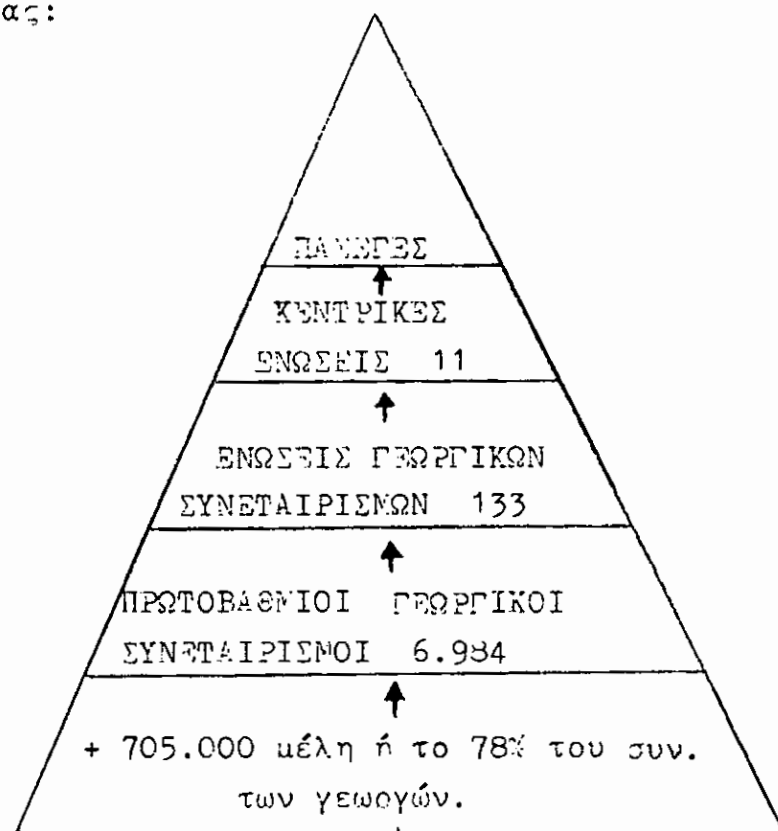 ας:
ΠΑΣΕΓΕΣ
ΚΕΝΤΡΙΚΕΣ
ΕΝΩΣΕΙΣ 11
ΕΝΩΣΕΙΣ ΓΕΩΡΓΙΚΩΝ
ΣΥΝΕΤΑΙΡΙΣΜΩΝ 133
ΠΡΩΤΟΒΑΘΜΙΟΙ ΓΕΩΡΓΙΚΟΙ
ΣΥΝΕΤΑΙΡΙΣΜΟΙ 6.984
+ 705.000 μέλη ή το 78% του συν.
των γεωργών.